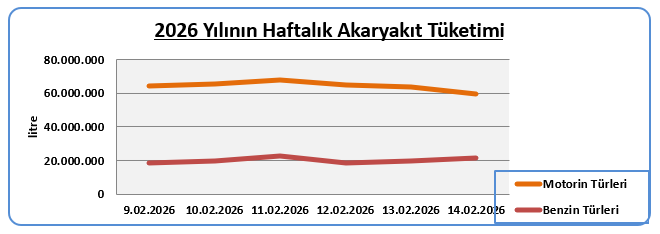 2026 Yılının Haftalık Akaryakıt Tüketimi
80.000.000
60.000.000
40.000.000
20.000.000
0
litre
9.02.2026 10.02.2026 11.02.2026 12.02.2026 13.02.2026 14.02.2026
Motorin Türleri
Benzin Türleri